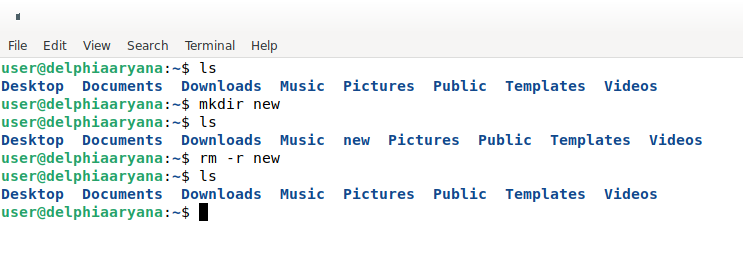 File Edit View Search Terminal Help
user@delphiaaryana:~$ ls
Desktop Documents Downloads Music Pictures Public Templates Videos
user@delphiaaryana:~$ mkdir new
user@delphiaaryana:~$ ls
Desktop Documents Downloads Music new Pictures Public Templates Videos
user@delphiaaryana:~$ rm -r new
user@delphiaaryana:~$ ls
Desktop Documents Downloads Music Pictures Public Templates Videos
user@delphiaaryana:~$